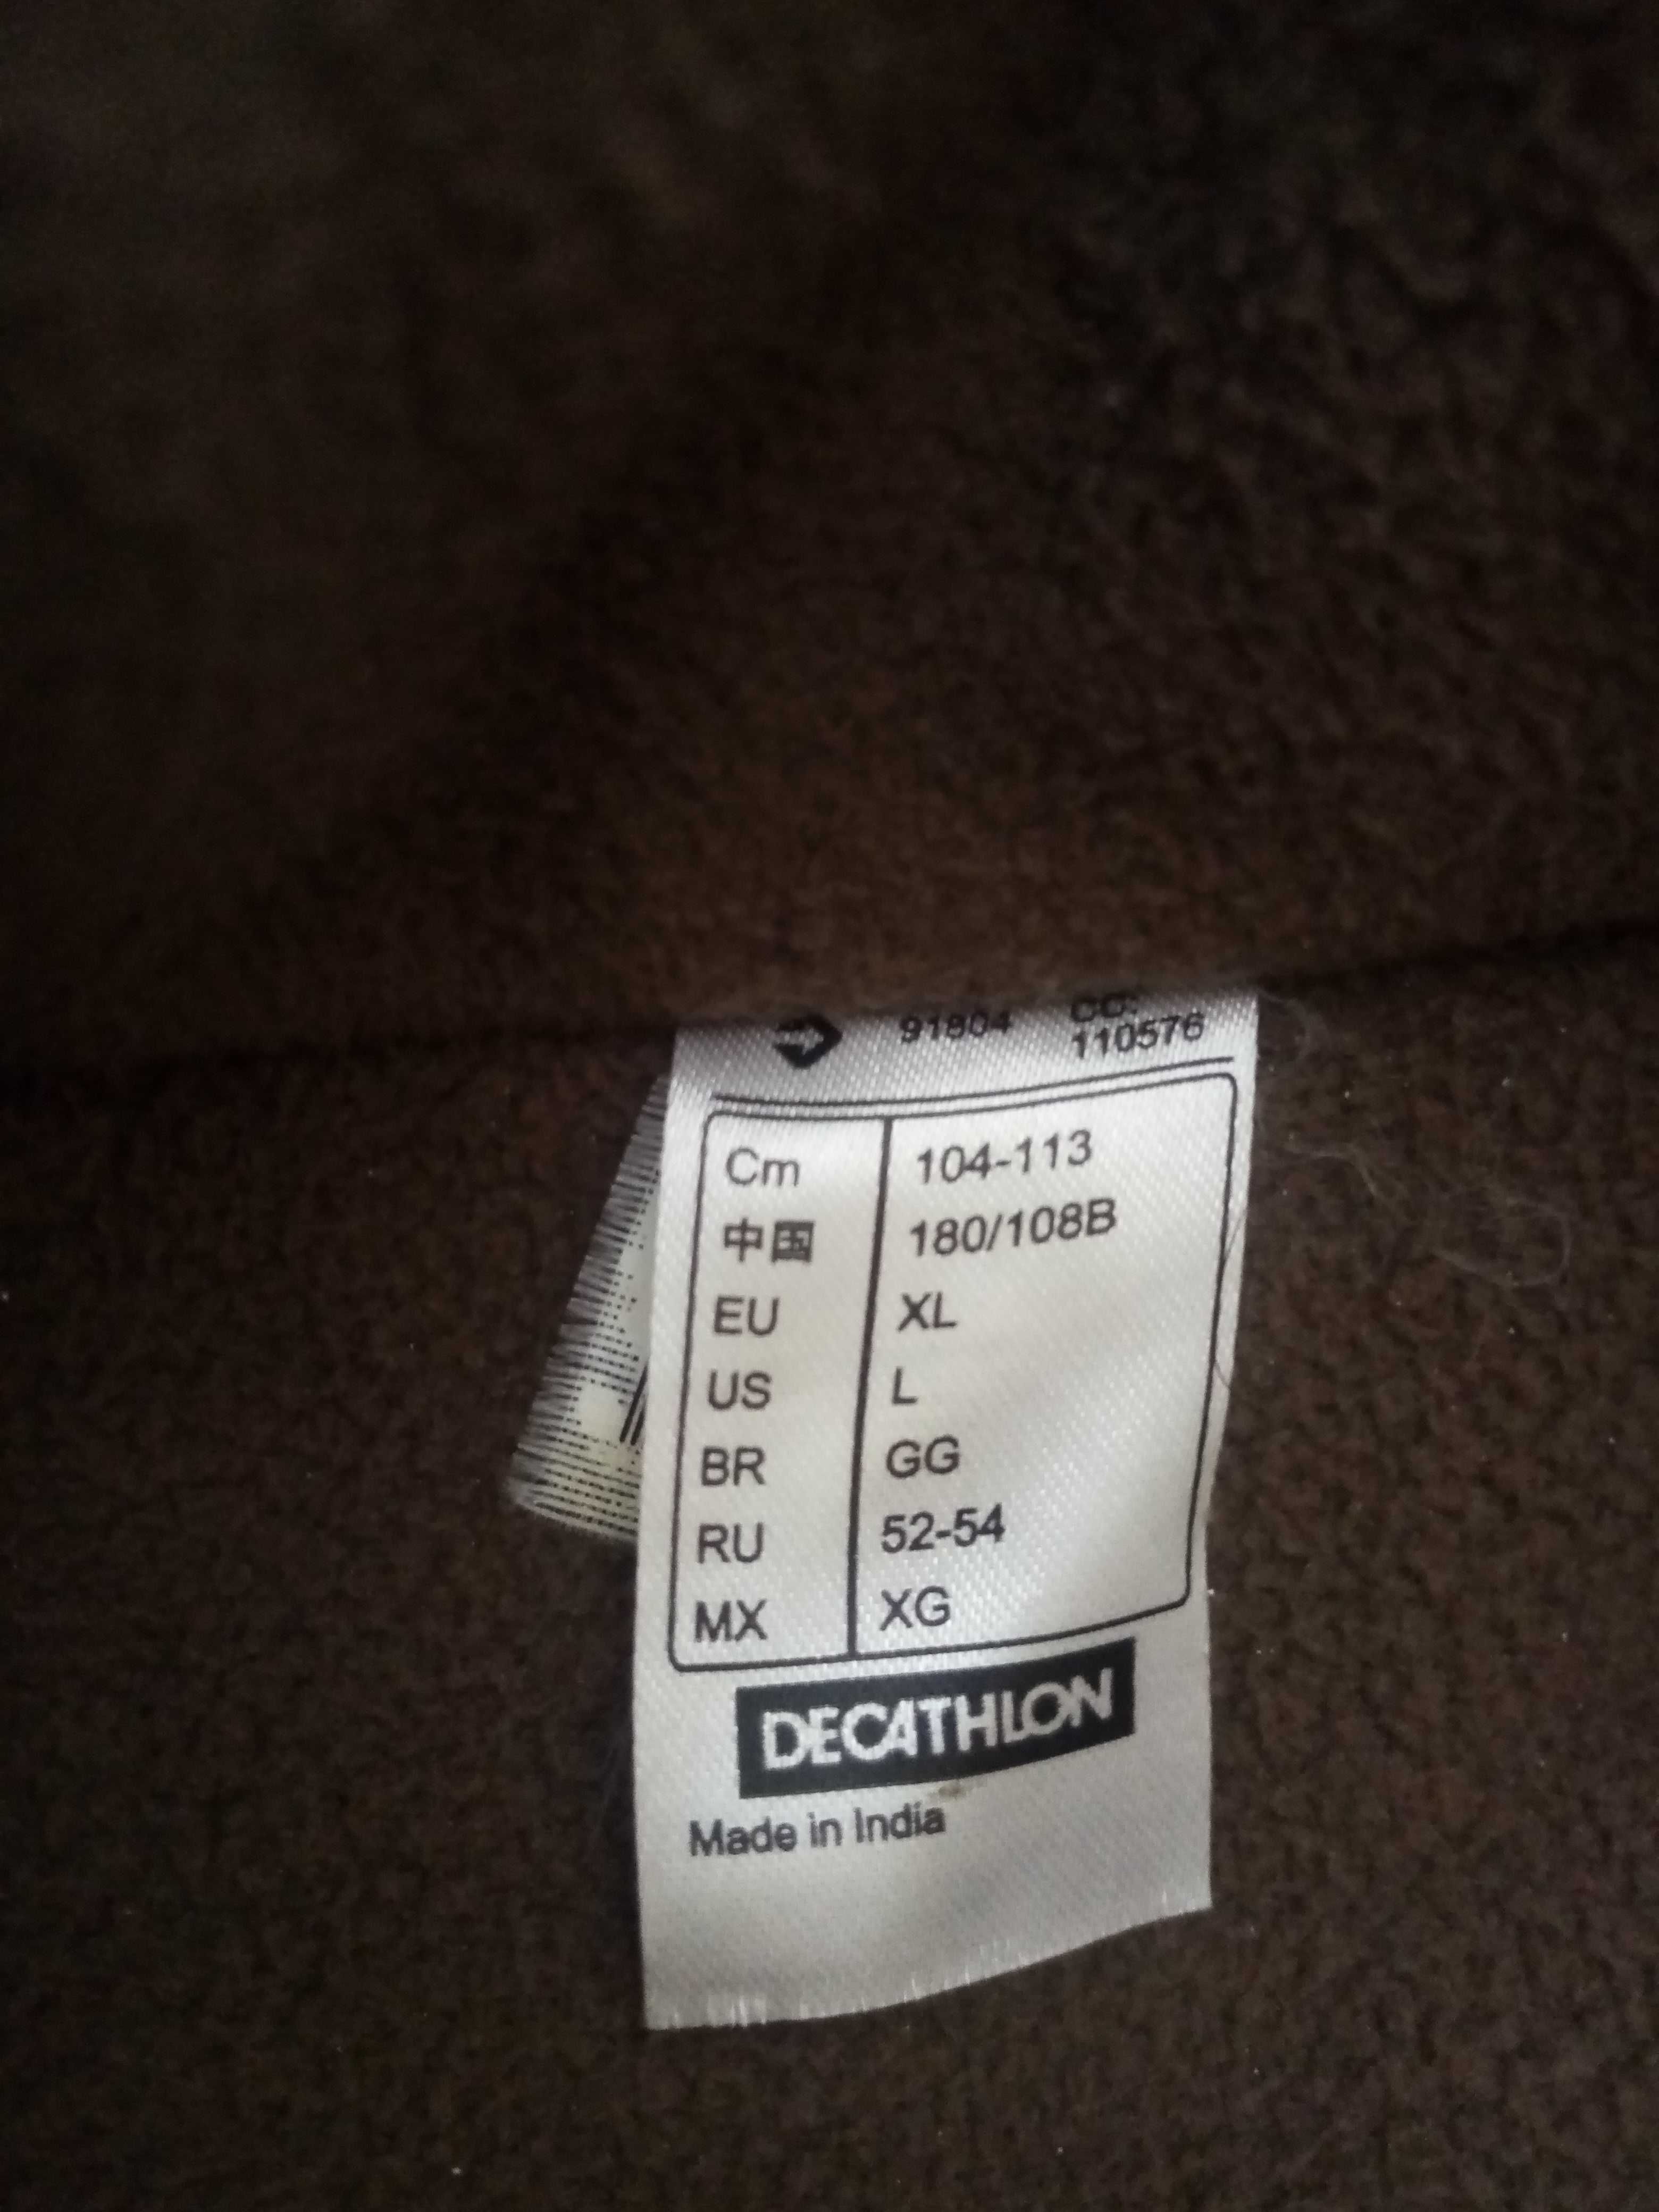 91804 CC:
110576
Cm 104-113
中国 180/108B
EU XL
US L
BR GG
RU 52-54
MX XG
DECATHLON
Made in India